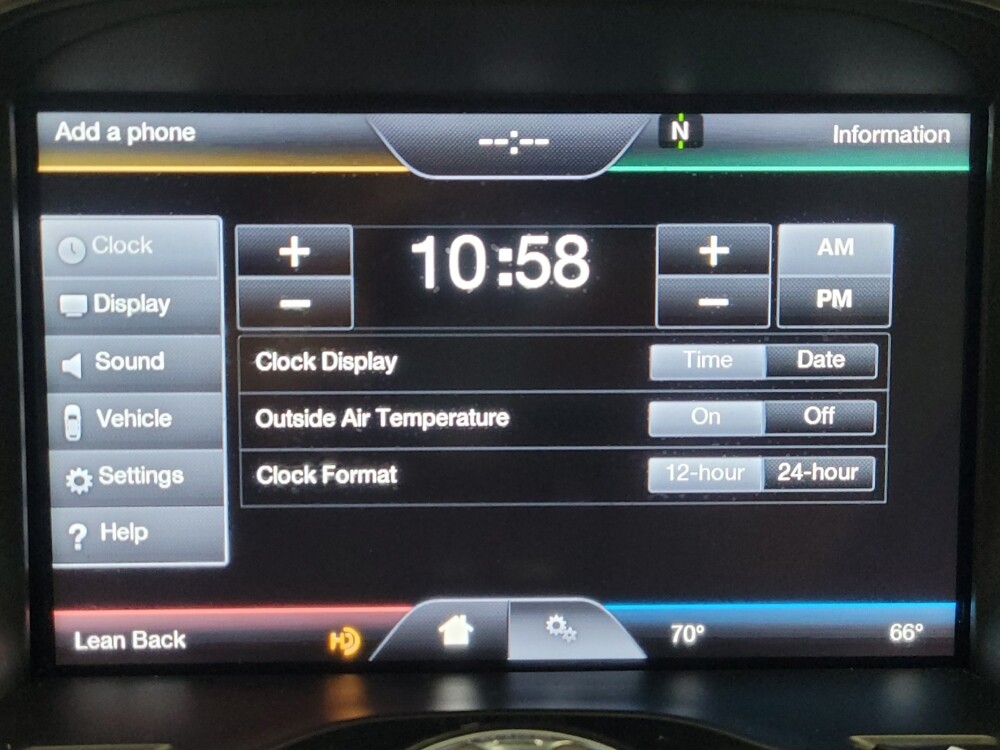 Add a phone
--:--
N
Information
Clock
+
10:58
+
AM
Display
−
−
PM
Sound
Clock Display
Time
Date
Vehicle
Outside Air Temperature
On
Off
Settings
Clock Format
12-hour
24-hour
? Help
Lean Back
HD
70°
66°